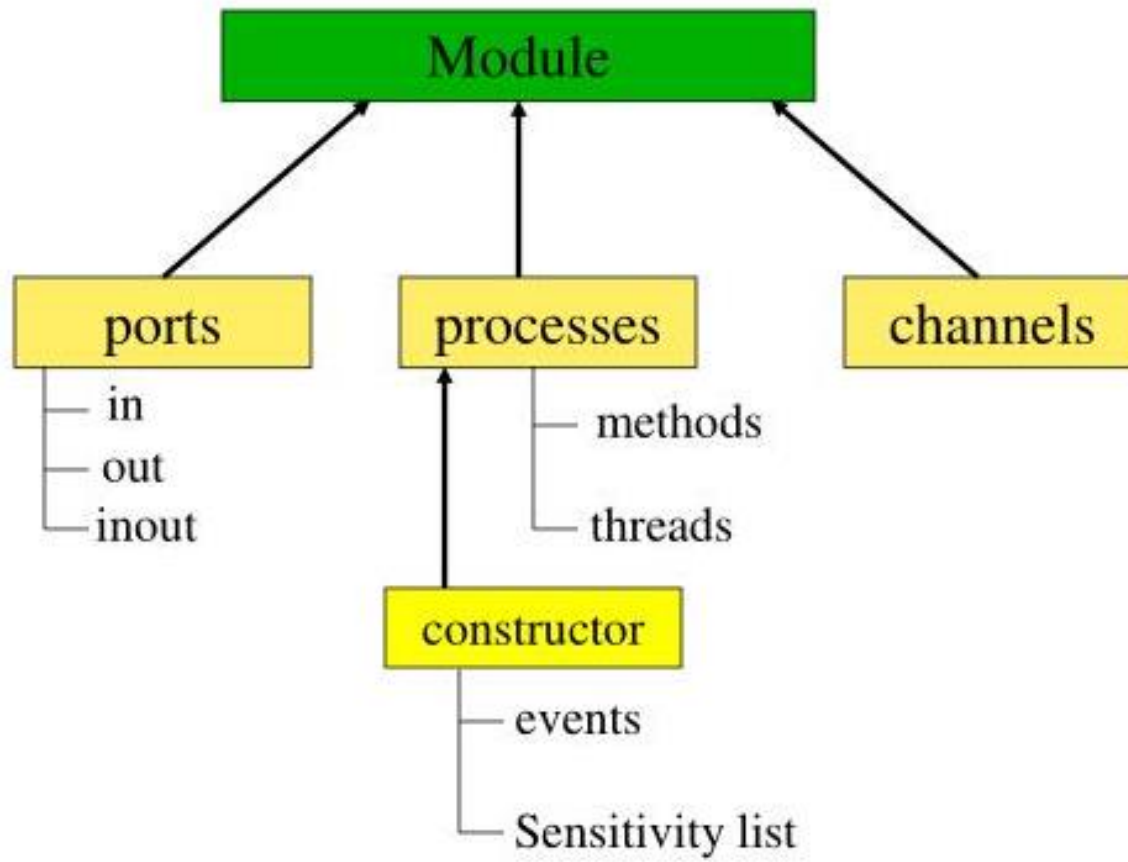 Module
ports
processes
channels
in
out
inout
methods
threads
constructor
events
Sensitivity list